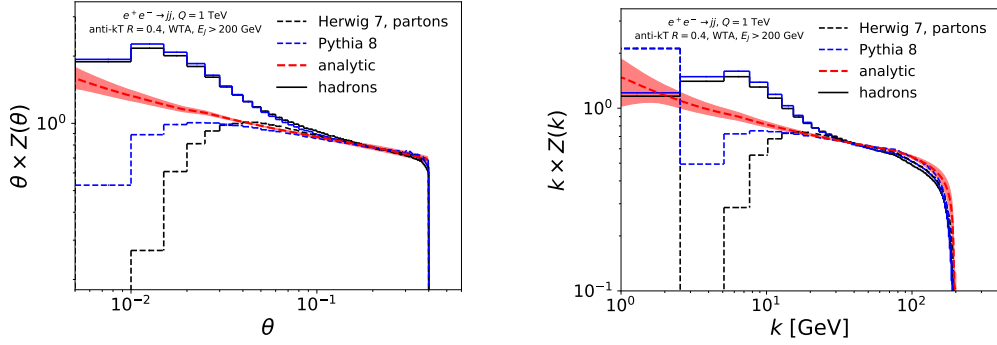 e⁺e⁻ → jj, Q = 1 TeV
anti-kT R = 0.4, WTA, E_J > 200 GeV
Herwig 7, partons
Pythia 8
analytic
hadrons
θ × Z(θ)
10⁰
10⁻²
10⁻¹
θ
e⁺e⁻ → jj, Q = 1 TeV
anti-kT R = 0.4, WTA, E_J > 200 GeV
Herwig 7, partons
Pythia 8
analytic
hadrons
k × Z(k)
10⁰
10⁻¹
10⁰
10¹
10²
k [GeV]